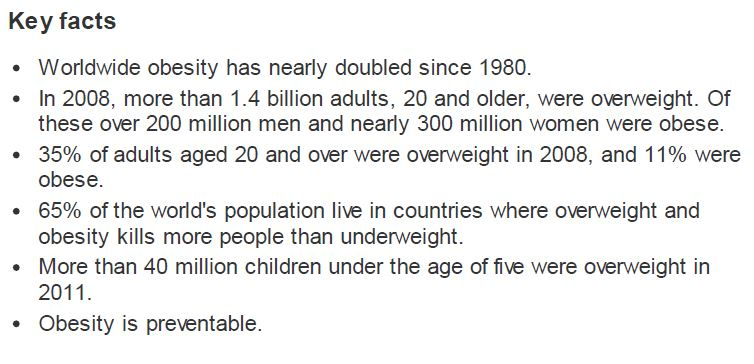 Key facts
• Worldwide obesity has nearly doubled since 1980.
• In 2008, more than 1.4 billion adults, 20 and older, were overweight. Of
these over 200 million men and nearly 300 million women were obese.
• 35% of adults aged 20 and over were overweight in 2008, and 11% were
obese.
• 65% of the world's population live in countries where overweight and
obesity kills more people than underweight.
• More than 40 million children under the age of five were overweight in
2011.
• Obesity is preventable.